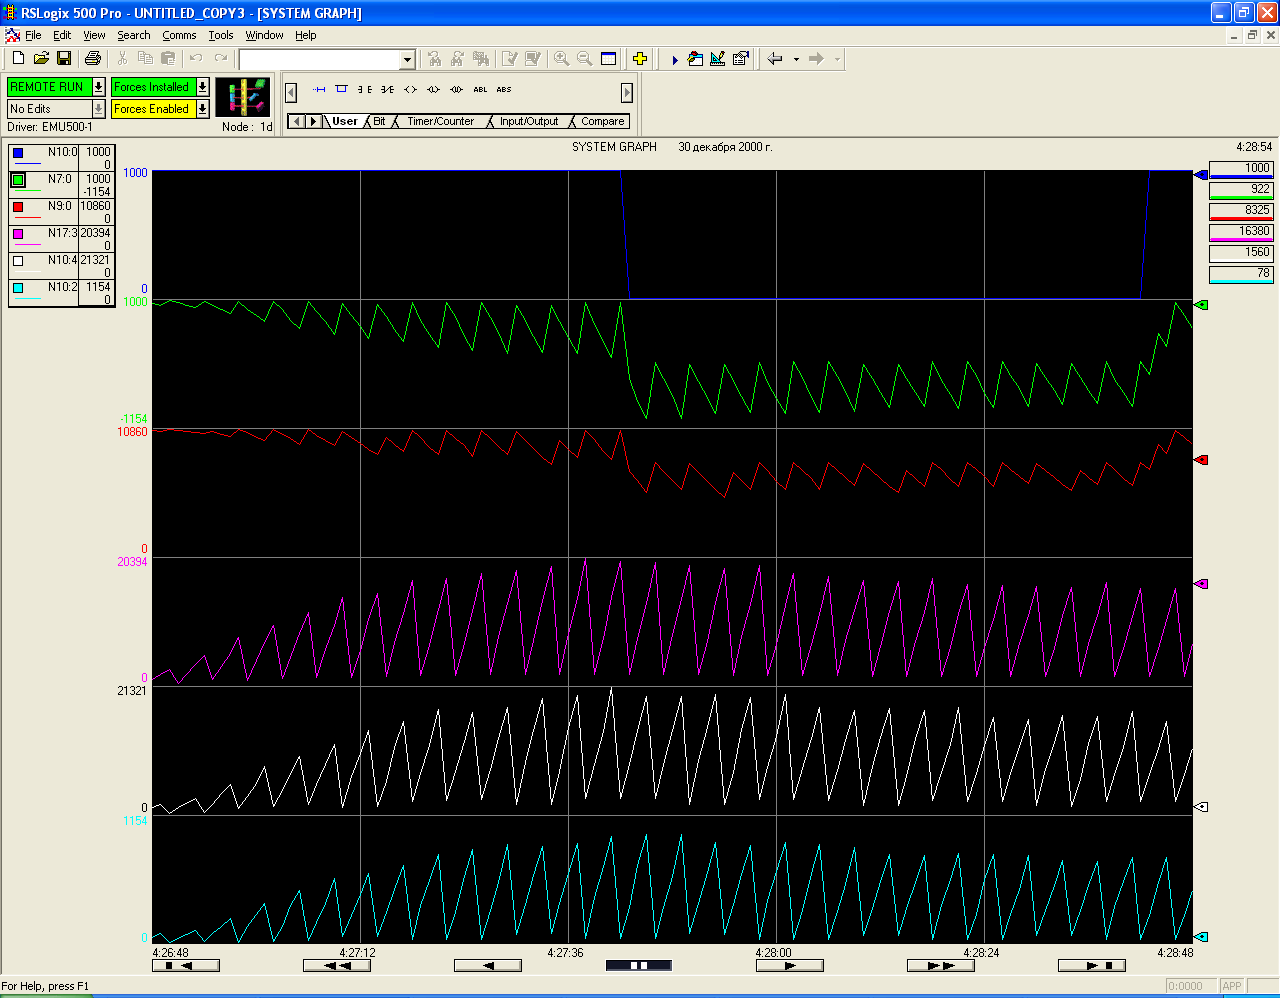 RSLogix 500 Pro - UNTITLED_COPY3 - [SYSTEM GRAPH]
File Edit View Search Comms Tools Window Help
REMOTE RUN Forces Installed
No Edits Forces Enabled
Driver: EMU500-1 Node : 1d
ABL ABS
User Bit Timer/Counter Input/Output Compare
SYSTEM GRAPH 30 декабря 2000 г. 4:28:54
N10:0 1000
0
N7:0 1000
-1154
N9:0 10860
0
N17:3 20394
0
N10:4 21321
0
N10:2 1154
0
1000
0
1000
-1154
10860
0
20394
0
21321
0
1154
0
1000
922
8325
16380
1560
78
4:26:48 4:27:12 4:27:36 4:28:00 4:28:24 4:28:48
For Help, press F1 0:0000 APP